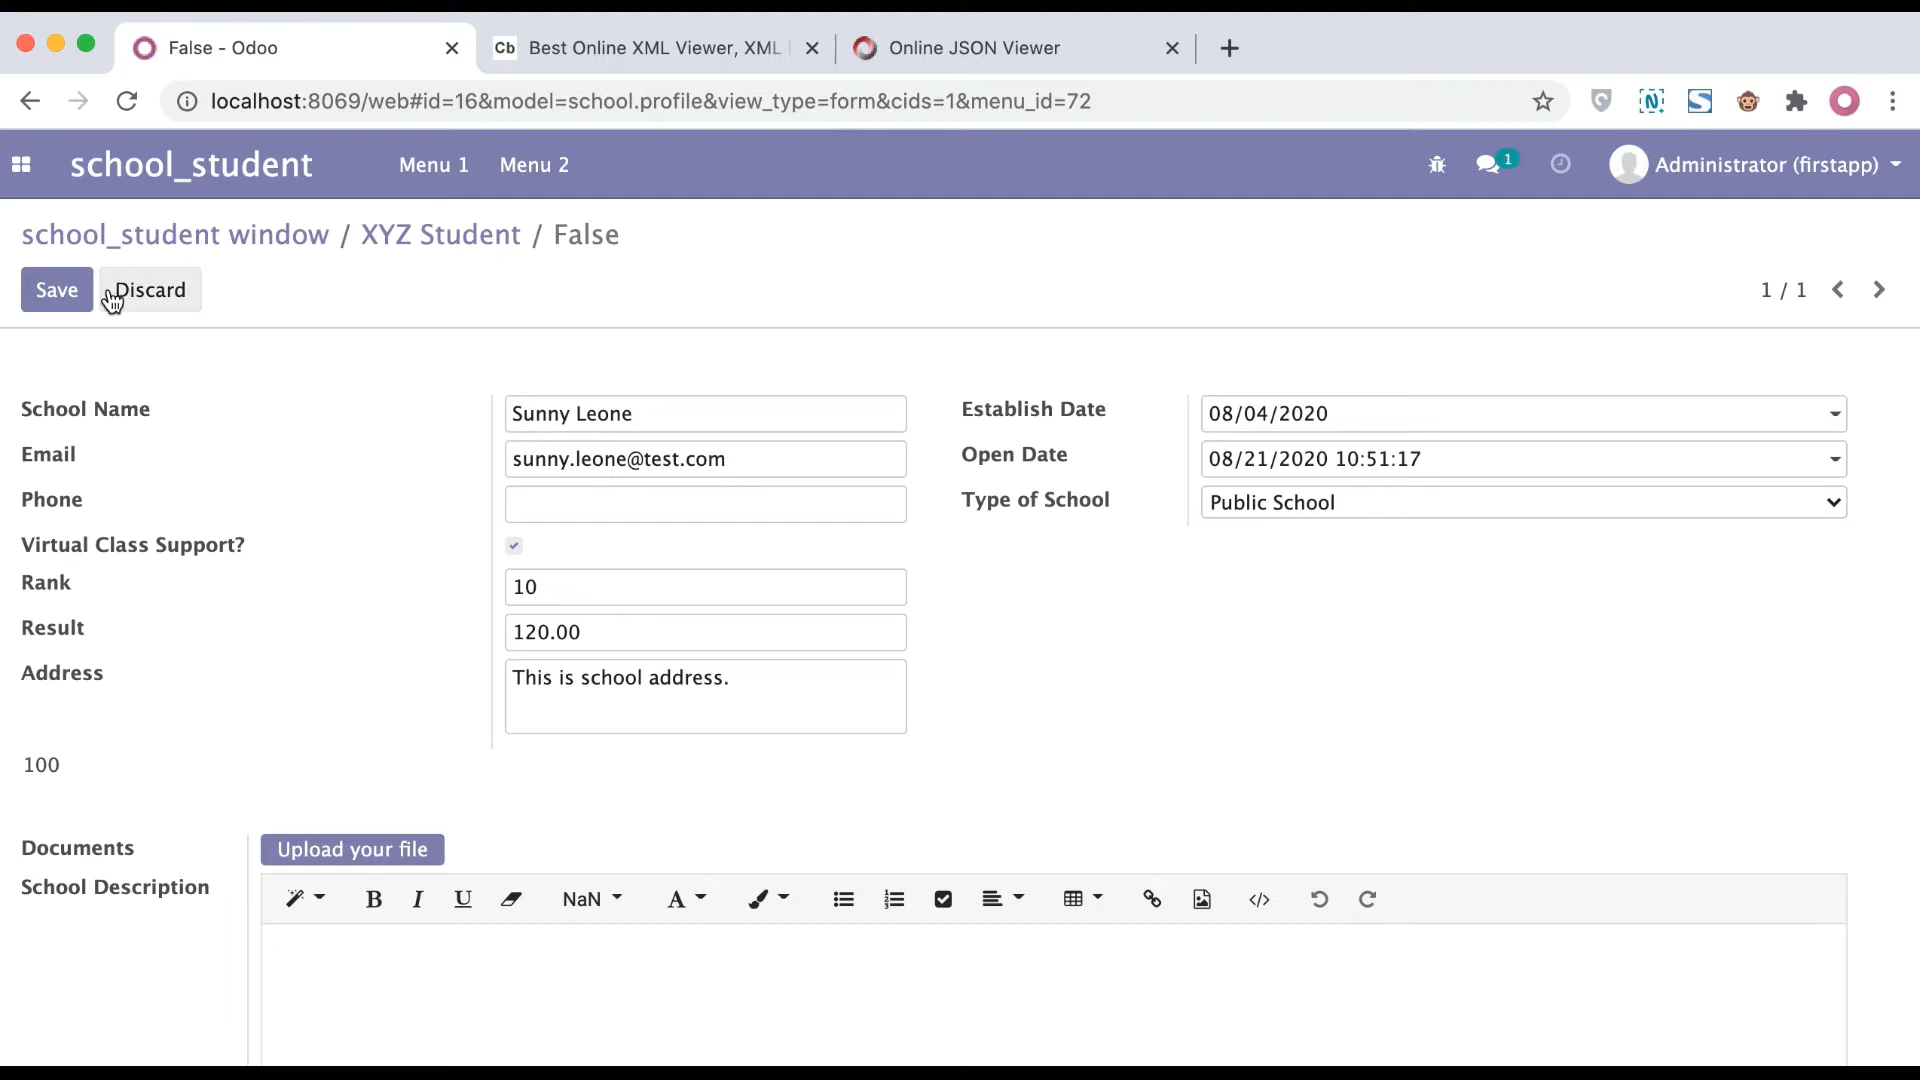 False - Odoo
Cb Best Online XML Viewer, XML
Online JSON Viewer
localhost:8069/web#id=16&model=school.profile&view_type=form&cids=1&menu_id=72
school_student Menu 1 Menu 2 1 Administrator (firstapp)
school_student window / XYZ Student / False
Save Discard 1 / 1
School Name Sunny Leone Establish Date 08/04/2020
Email sunny.leone@test.com Open Date 08/21/2020 10:51:17
Phone Type of School Public School
Virtual Class Support?
Rank 10
Result 120.00
Address This is school address.
100
Documents Upload your file
School Description B I U NaN A </>